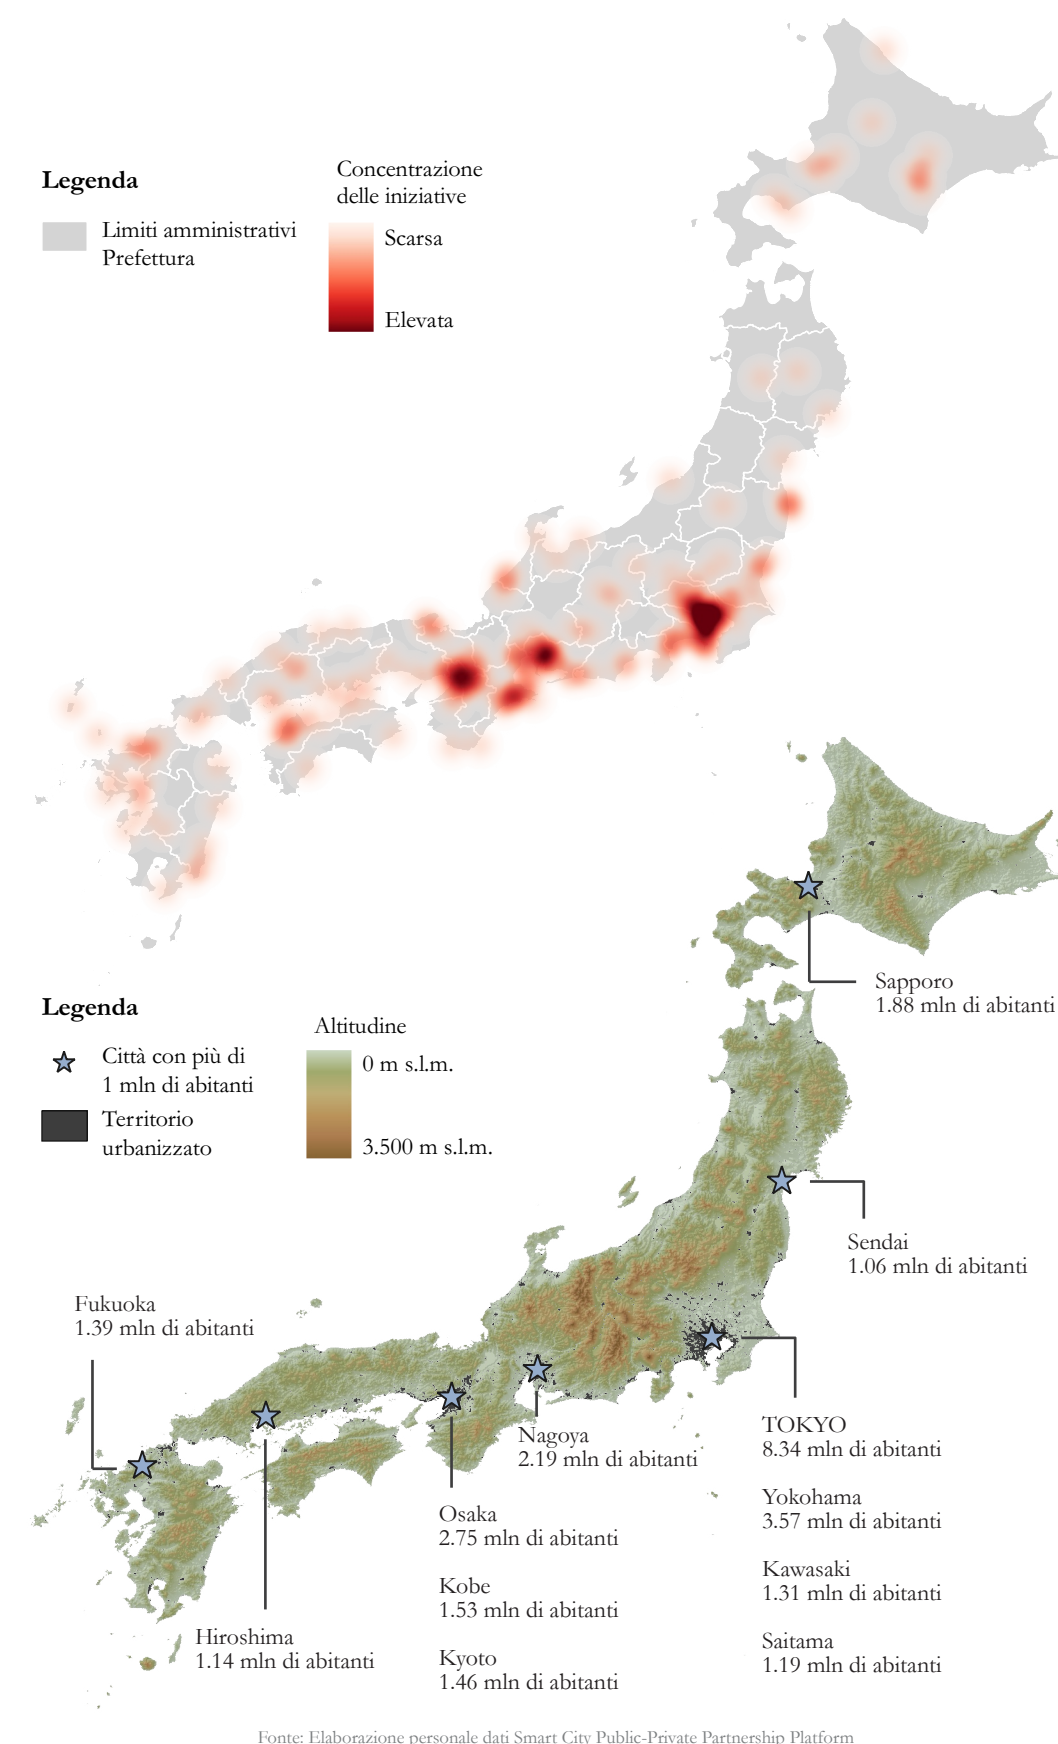 Legenda
Limiti amministrativi
Prefettura
Concentrazione
delle iniziative
Scarsa
Elevata
Legenda
Città con più di
1 mln di abitanti
Territorio
urbanizzato
Altitudine
0 m s.l.m.
3.500 m s.l.m.
Sapporo
1.88 mln di abitanti
Sendai
1.06 mln di abitanti
Fukuoka
1.39 mln di abitanti
Nagoya
2.19 mln di abitanti
TOKYO
8.34 mln di abitanti
Yokohama
3.57 mln di abitanti
Kawasaki
1.31 mln di abitanti
Saitama
1.19 mln di abitanti
Osaka
2.75 mln di abitanti
Kobe
1.53 mln di abitanti
Kyoto
1.46 mln di abitanti
Hiroshima
1.14 mln di abitanti
Fonte: Elaborazione personale dati Smart City Public-Private Partnership Platform